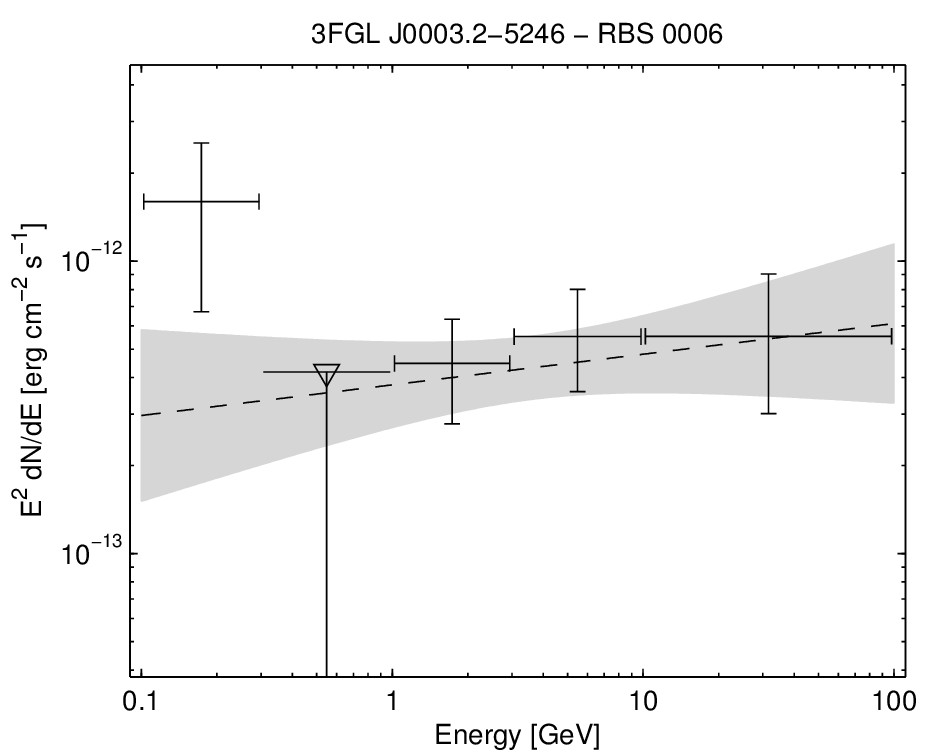 3FGL J0003.2−5246 − RBS 0006
E² dN/dE [erg cm⁻² s⁻¹]
10⁻¹²
10⁻¹³
0.1 1 10 100
Energy [GeV]